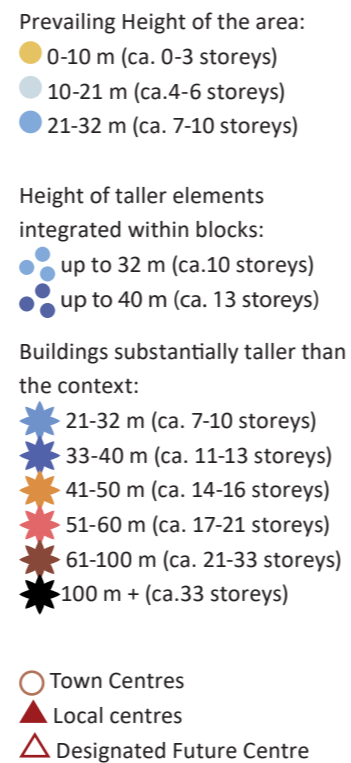 Prevailing Height of the area:
0-10 m (ca. 0-3 storeys)
10-21 m (ca.4-6 storeys)
21-32 m (ca. 7-10 storeys)
Height of taller elements
integrated within blocks:
up to 32 m (ca.10 storeys)
up to 40 m (ca. 13 storeys)
Buildings substantially taller than
the context:
21-32 m (ca. 7-10 storeys)
33-40 m (ca. 11-13 storeys)
41-50 m (ca. 14-16 storeys)
51-60 m (ca. 17-21 storeys)
61-100 m (ca. 21-33 storeys)
100 m + (ca.33 storeys)
Town Centres
Local centres
Designated Future Centre